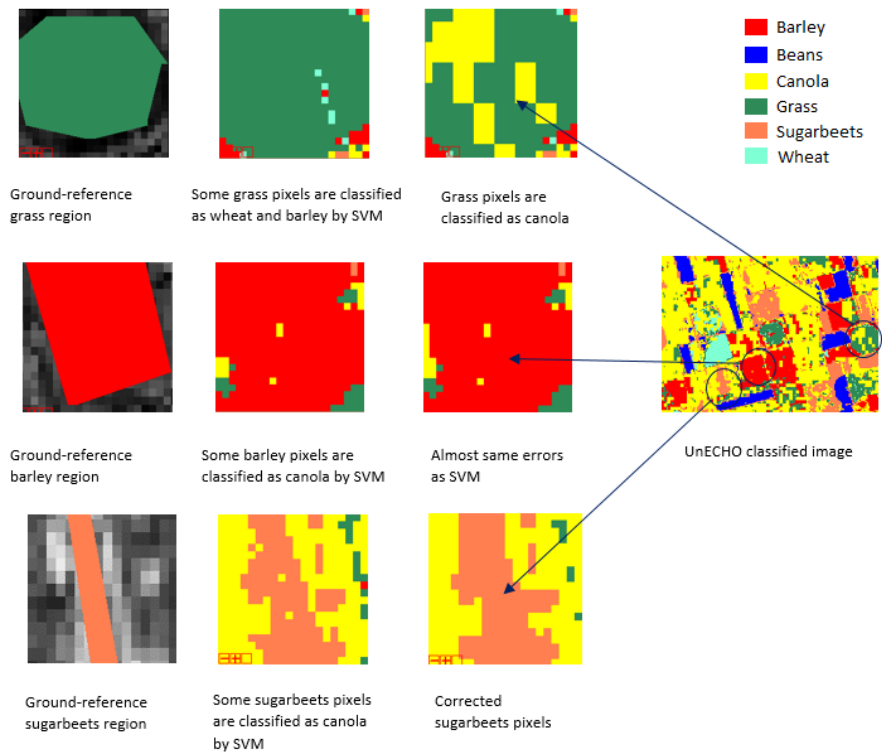 Barley
Beans
Canola
Grass
Sugarbeets
Wheat
Ground-reference
grass region
Some grass pixels are classified
as wheat and barley by SVM
Grass pixels are
classified as canola
Ground-reference
barley region
Some barley pixels are
classified as canola by SVM
Almost same errors
as SVM
UnECHO classified image
Ground-reference
sugarbeets region
Some sugarbeets pixels
are classified as canola
by SVM
Corrected
sugarbeets pixels